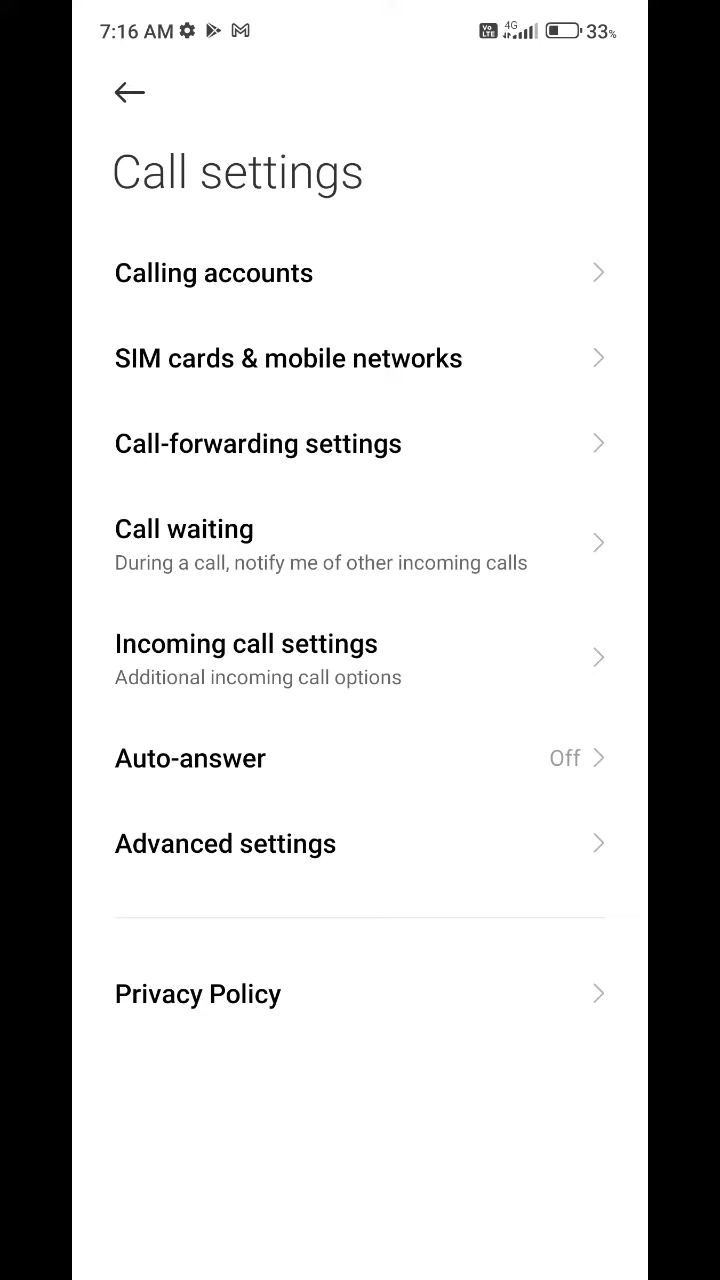 7:16 AM
Vo LTE 4G 33%
Call settings
Calling accounts
SIM cards & mobile networks
Call-forwarding settings
Call waiting
During a call, notify me of other incoming calls
Incoming call settings
Additional incoming call options
Auto-answer Off
Advanced settings
Privacy Policy